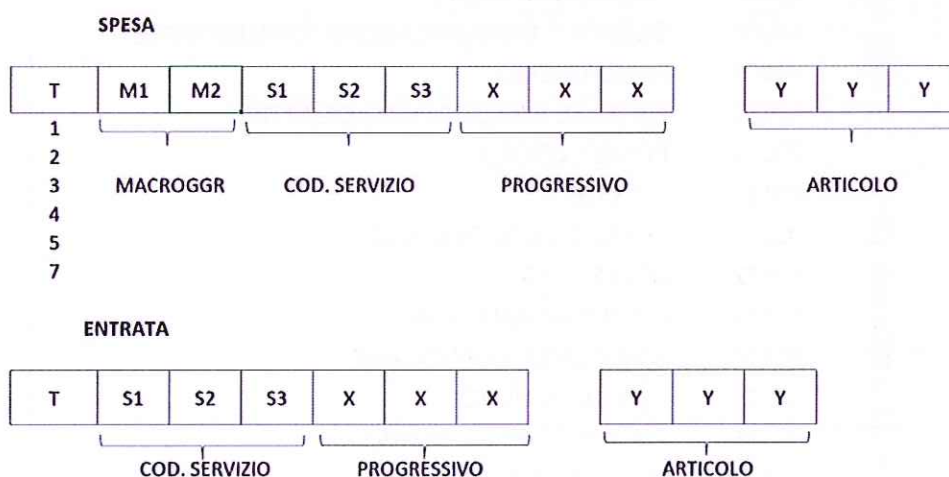 SPESA
T M1 M2 S1 S2 S3 X X X Y Y Y
1
2
MACROGGR COD. SERVIZIO PROGRESSIVO ARTICOLO
3
4
5
7
ENTRATA
T S1 S2 S3 X X X Y Y Y
COD. SERVIZIO PROGRESSIVO ARTICOLO